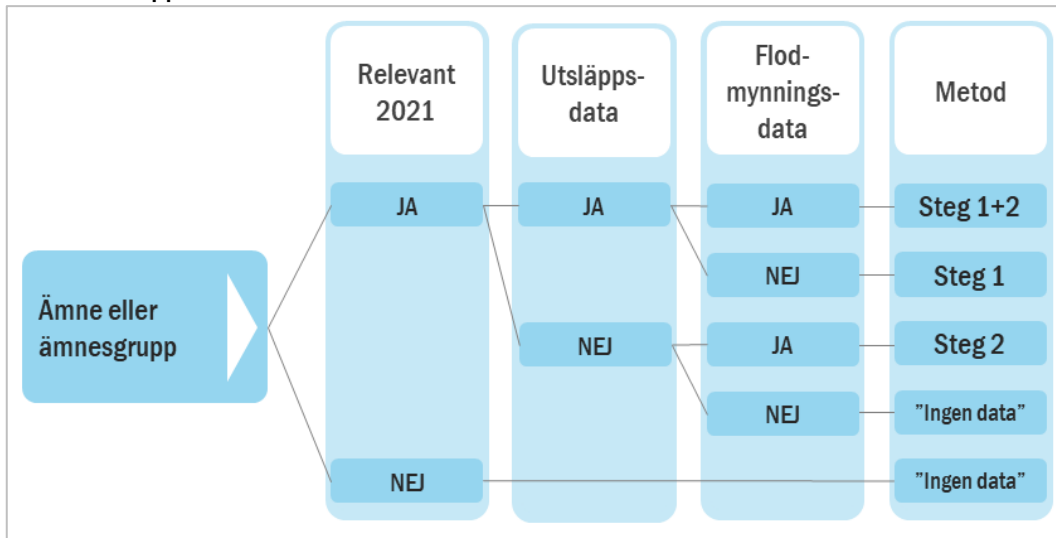 Relevant
2021
Utsläpps-
data
Flod-
mynnings-
data
Metod
JA
JA
JA
Steg 1+2
NEJ
Steg 1
Ämne eller
ämnesgrupp
NEJ
JA
Steg 2
NEJ
”Ingen data”
NEJ
”Ingen data”